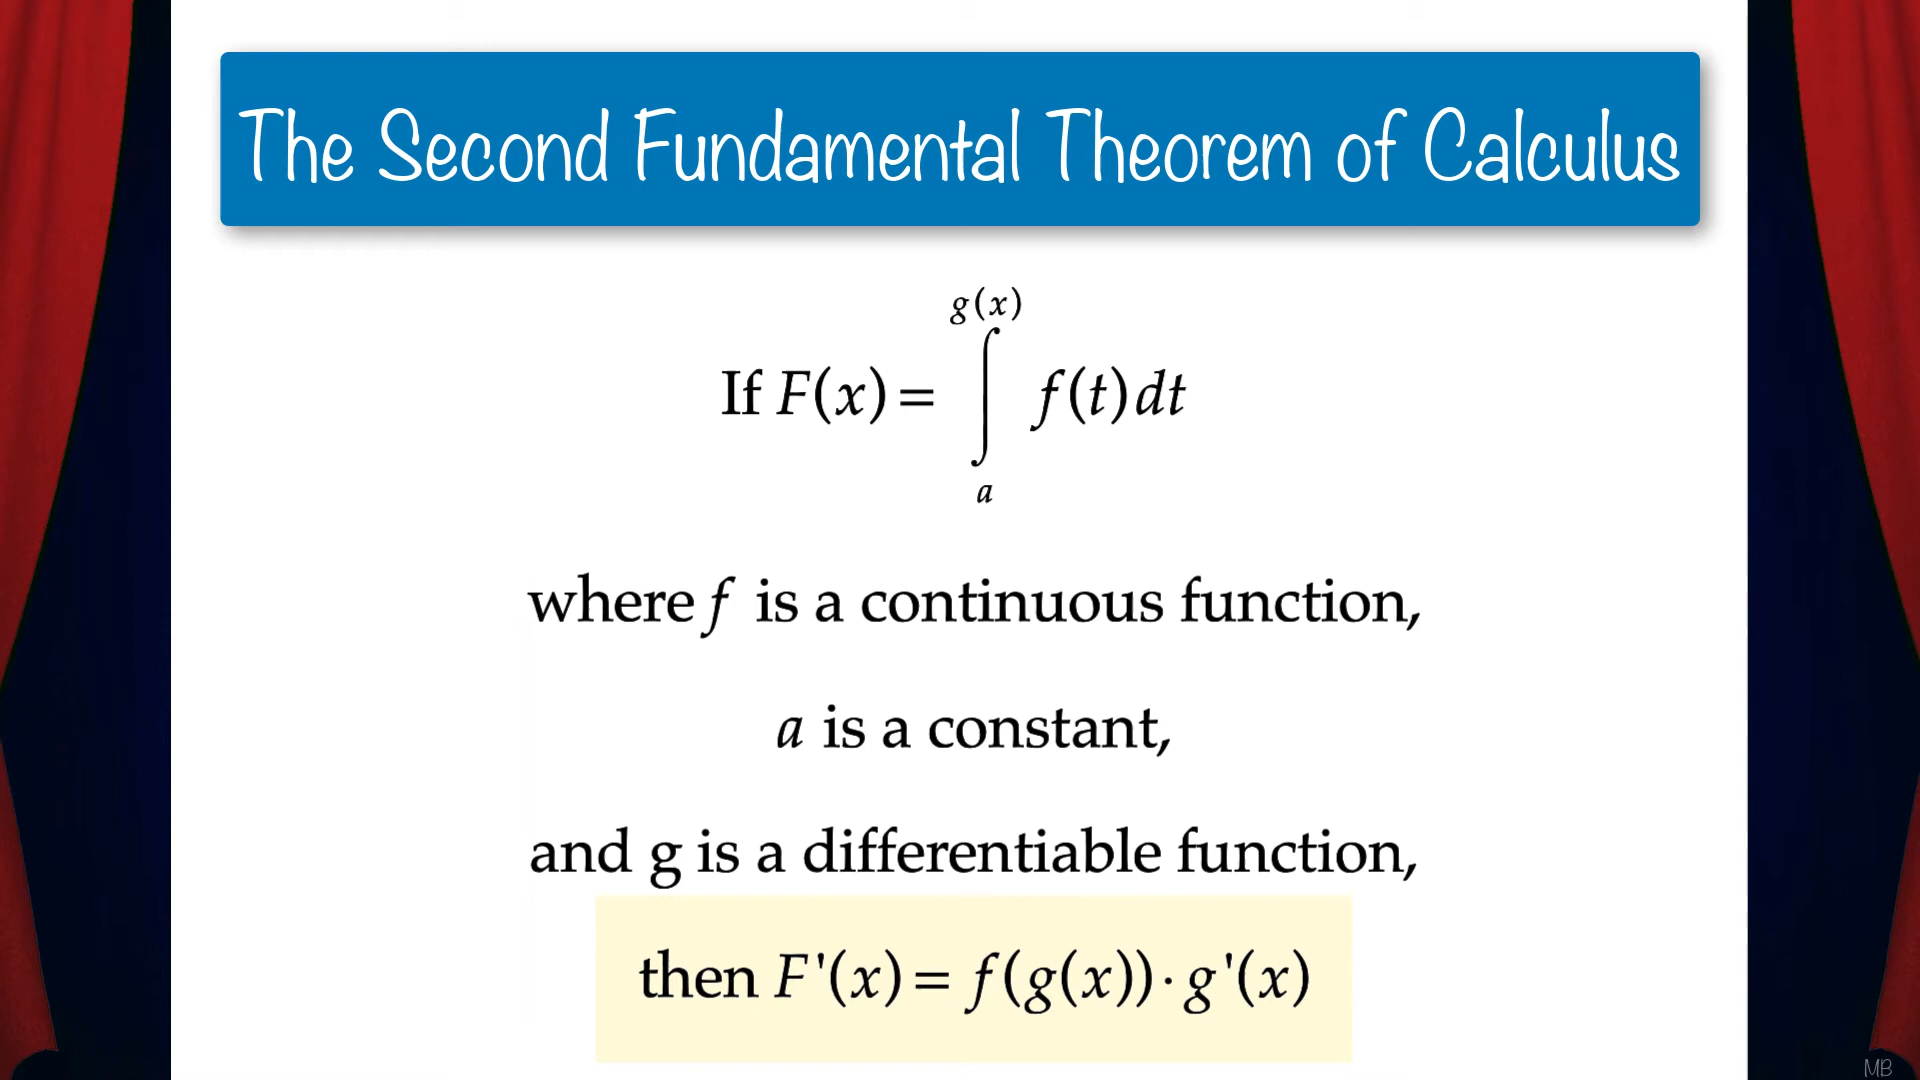 The Second Fundamental Theorem of Calculus
g(x)
If F(x) = ∫ f(t) dt
a
where f is a continuous function,
a is a constant,
and g is a differentiable function,
then F'(x) = f(g(x)) · g'(x)
MB